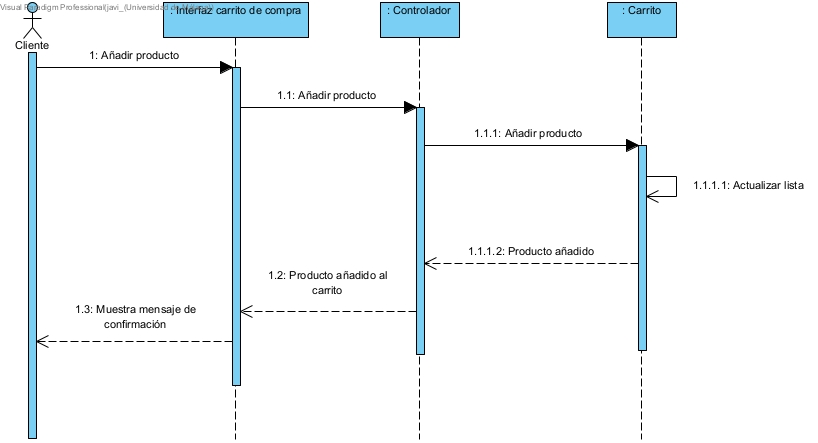 Visual Paradigm Professional(javi_(Universidad de
: Interfaz carrito de compra
: Controlador
: Carrito
Cliente
1: Añadir producto
1.1: Añadir producto
1.1.1: Añadir producto
1.1.1.1: Actualizar lista
1.1.1.2: Producto añadido
1.2: Producto añadido al
carrito
1.3: Muestra mensaje de
confirmación